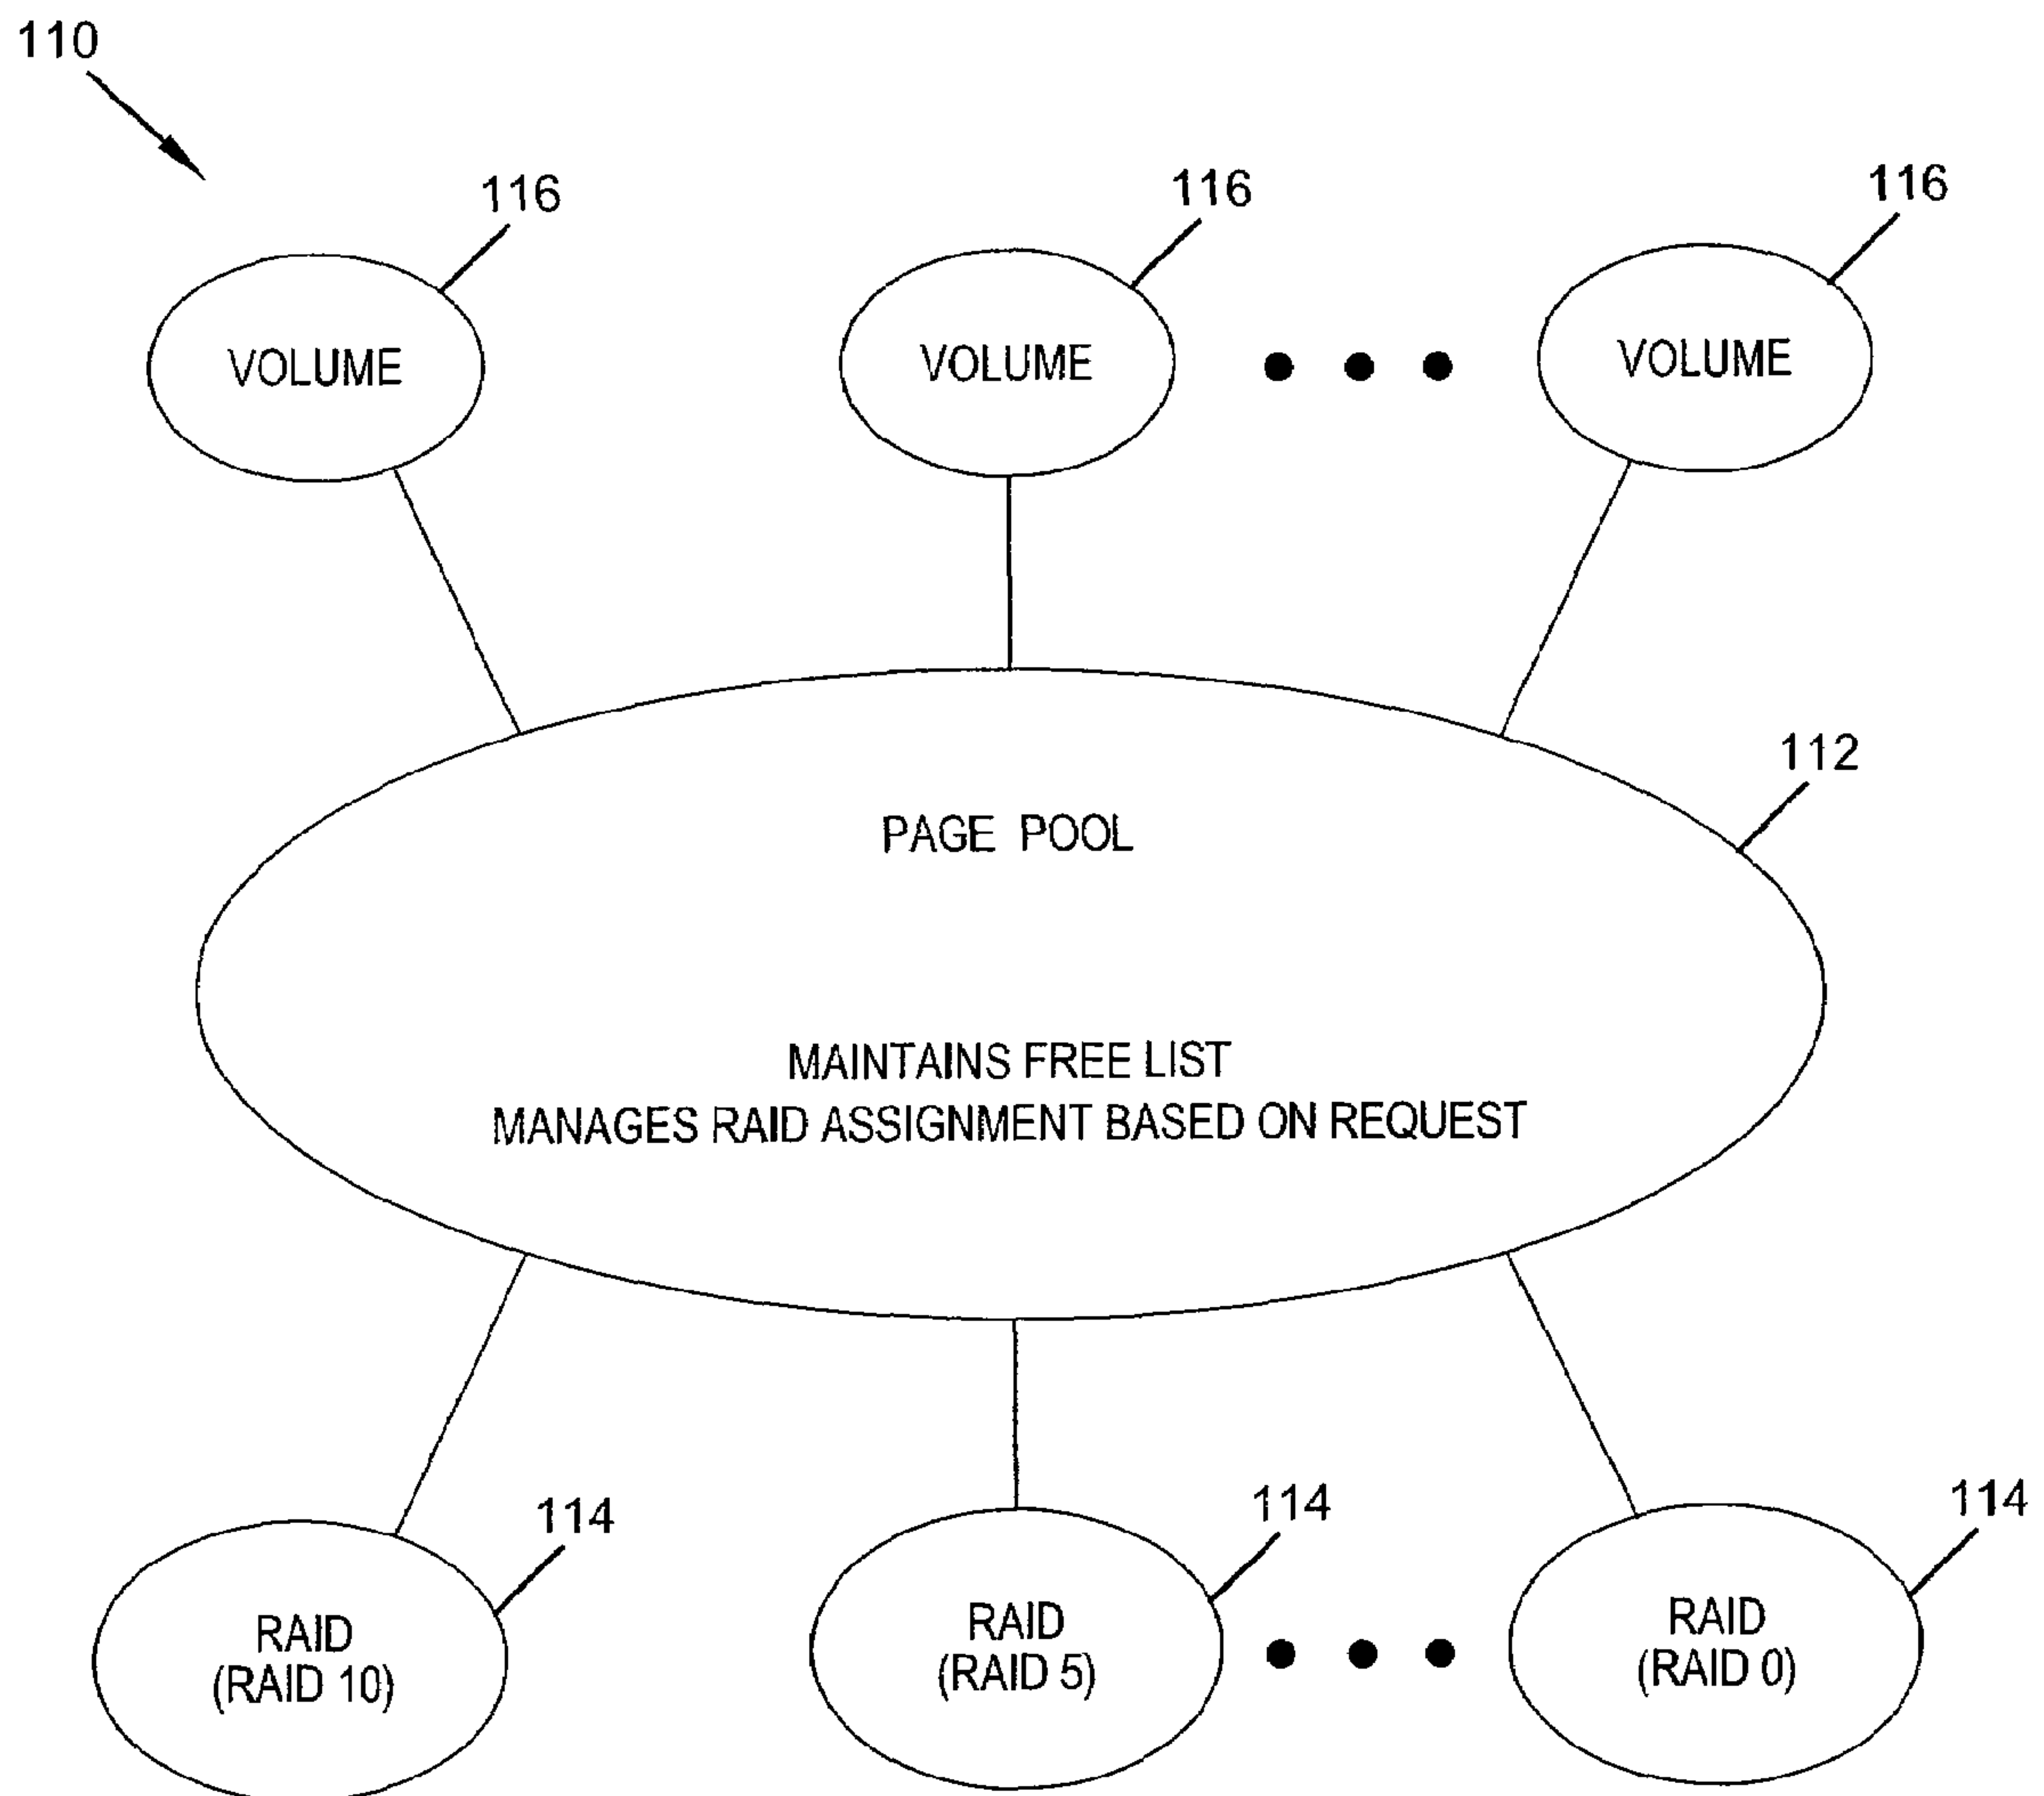 110
116
116
116
VOLUME
VOLUME
VOLUME
112
PAGE POOL
MAINTAINS FREE LIST
MANAGES RAID ASSIGNMENT BASED ON REQUEST
114
114
114
RAID
(RAID 10)
RAID
(RAID 5)
RAID
(RAID 0)